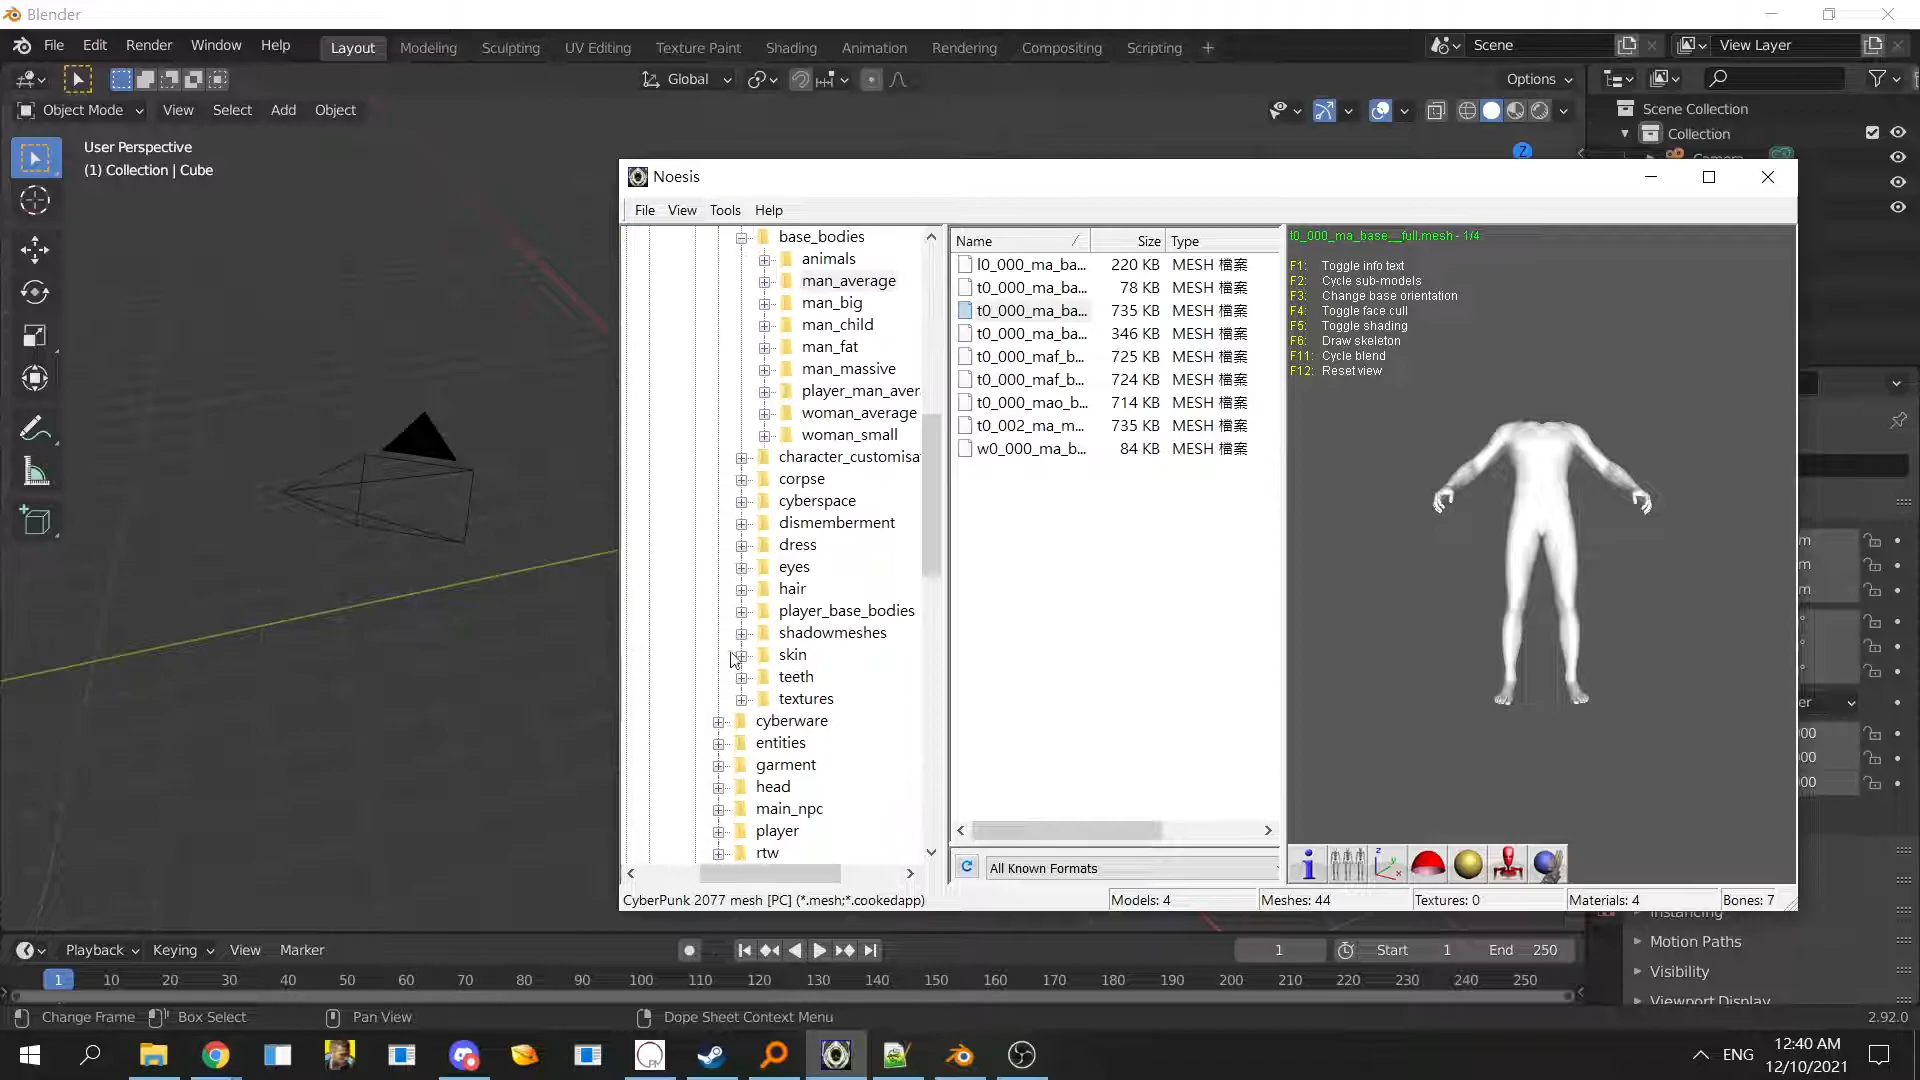 Blender
File Edit Render Window Help Layout Modeling Sculpting UV Editing Texture Paint Shading Animation Rendering Compositing Scripting + Scene View Layer
Global Options
Object Mode View Select Add Object
User Perspective
(1) Collection | Cube
Z
Scene Collection
Collection
Noesis
File View Tools Help
base_bodies
animals
man_average
man_big
man_child
man_fat
man_massive
player_man_aver
woman_average
woman_small
character_customisa
corpse
cyberspace
dismemberment
dress
eyes
hair
player_base_bodies
shadowmeshes
skin
teeth
textures
cyberware
entities
garment
head
main_npc
player
rtw
Name Size Type
l0_000_ma_ba... 220 KB MESH 檔案
t0_000_ma_ba... 78 KB MESH 檔案
t0_000_ma_ba... 735 KB MESH 檔案
t0_000_ma_ba... 346 KB MESH 檔案
t0_000_maf_b... 725 KB MESH 檔案
t0_000_maf_b... 724 KB MESH 檔案
t0_000_mao_b... 714 KB MESH 檔案
t0_002_ma_m... 735 KB MESH 檔案
w0_000_ma_b... 84 KB MESH 檔案
All Known Formats
t0_000_ma_base__full.mesh - 1/4
F1: Toggle info text
F2: Cycle sub-models
F3: Change base orientation
F4: Toggle face cull
F5: Toggle shading
F6: Draw skeleton
F11: Cycle blend
F12: Reset view
CyberPunk 2077 mesh [PC] (*.mesh;*.cookedapp) Models: 4 Meshes: 44 Textures: 0 Materials: 4 Bones: 7
Motion Paths
Visibility
Viewport Display
Playback Keying View Marker 1 Start 1 End 250
1 10 20 30 40 50 60 70 80 90 100 110 120 130 140 150 160 170 180 190 200 210 220 230 240 250
Change Frame Box Select Pan View Dope Sheet Context Menu 2.92.0
ENG 12:40 AM
12/10/2021